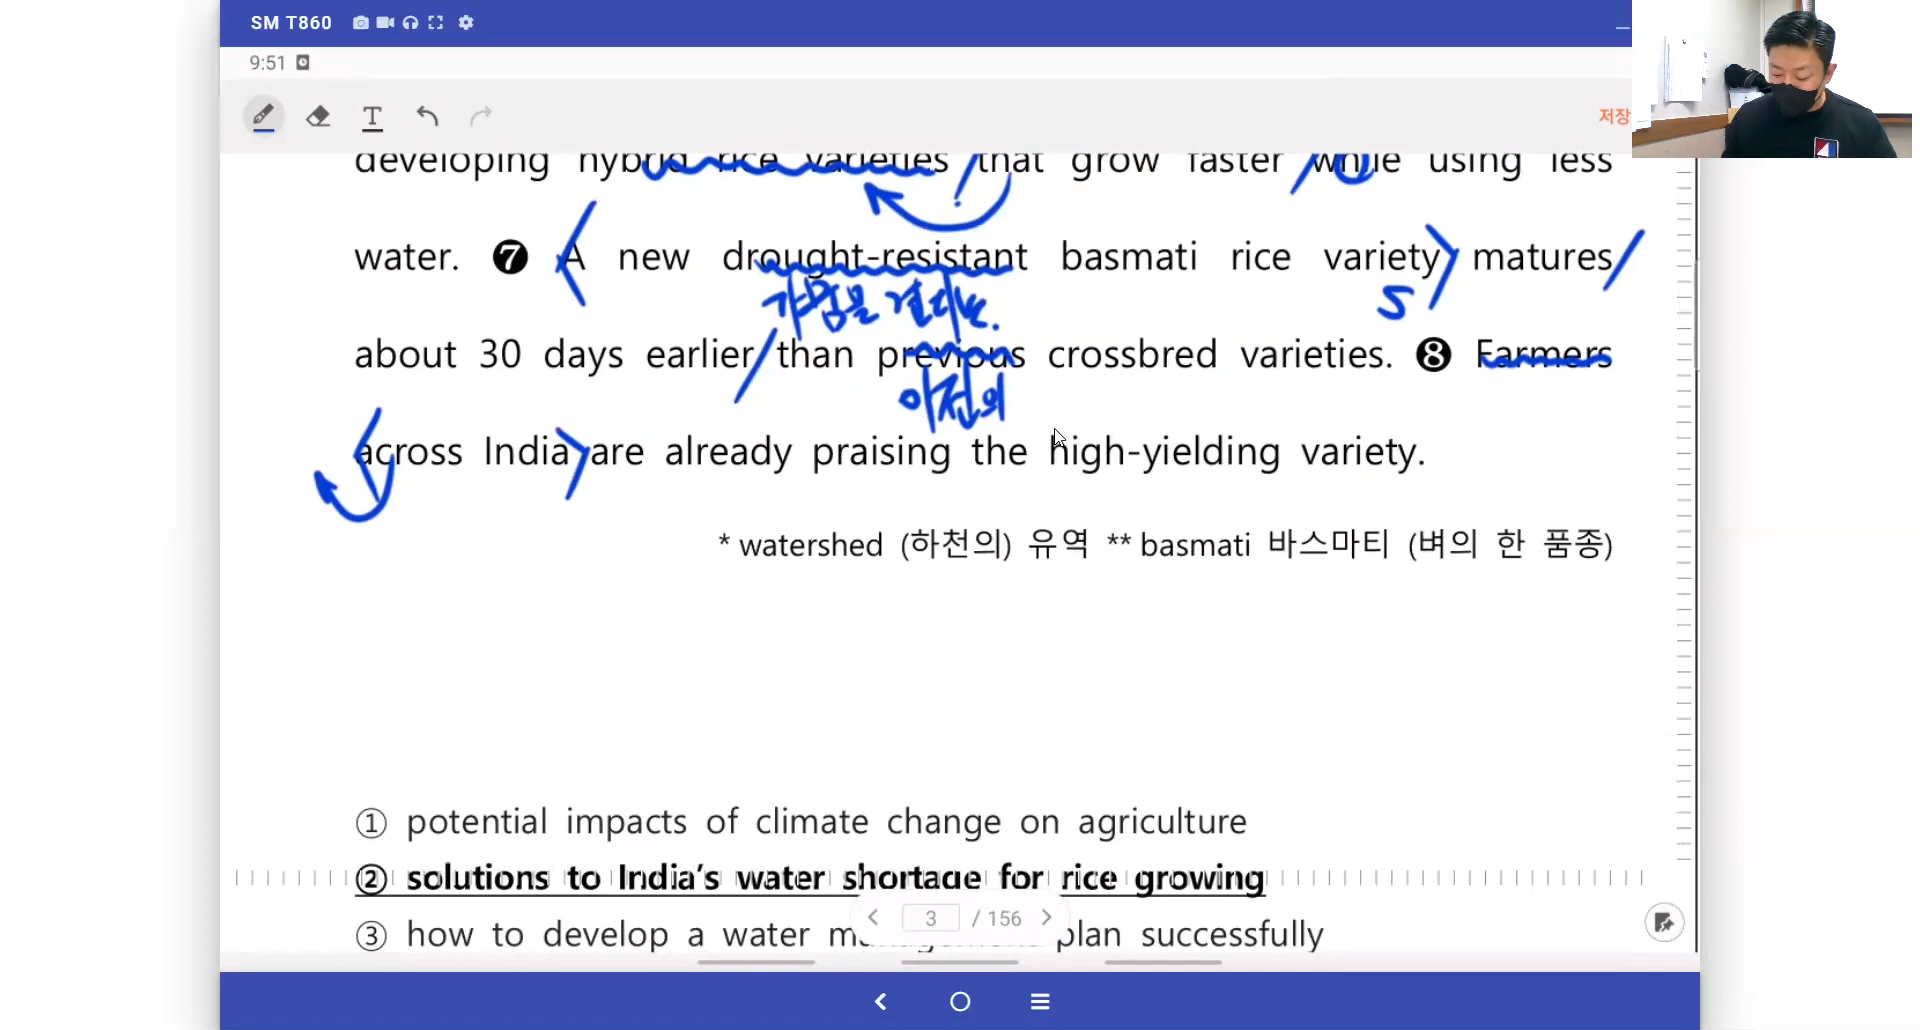 SM T860
9:51
저장
developing hybrid rice varieties that grow faster while using less
water. ❼ A new drought-resistant basmati rice variety matures
가뭄을 견디는
S
about 30 days earlier than previous crossbred varieties. ❽ Farmers
이전의
across India are already praising the high-yielding variety.
* watershed (하천의) 유역 ** basmati 바스마티 (벼의 한 품종)
① potential impacts of climate change on agriculture
② solutions to India's water shortage for rice growing
3 / 156
③ how to develop a water management plan successfully